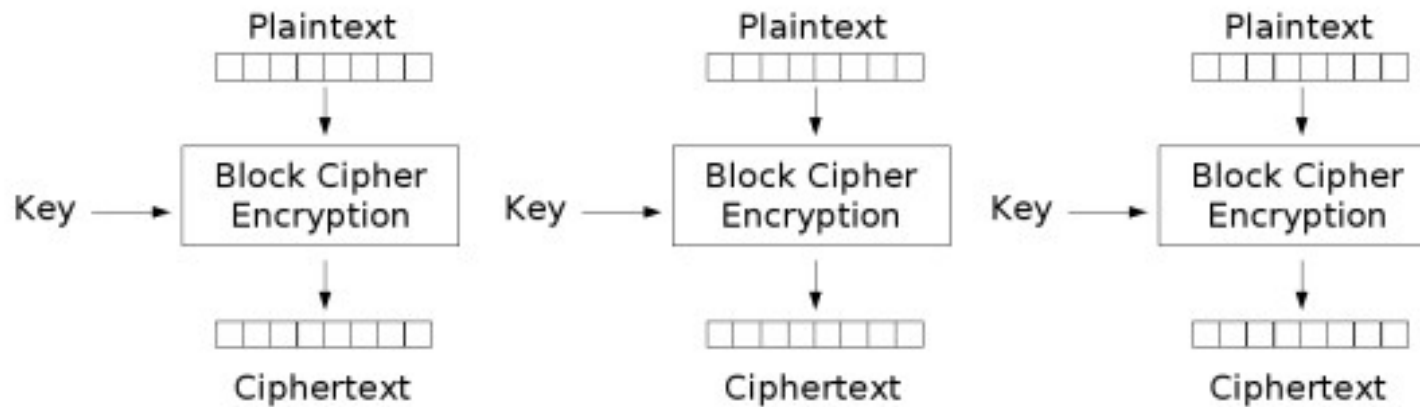 Plaintext
Plaintext
Plaintext
Key
Block Cipher
Encryption
Key
Block Cipher
Encryption
Key
Block Cipher
Encryption
Ciphertext
Ciphertext
Ciphertext